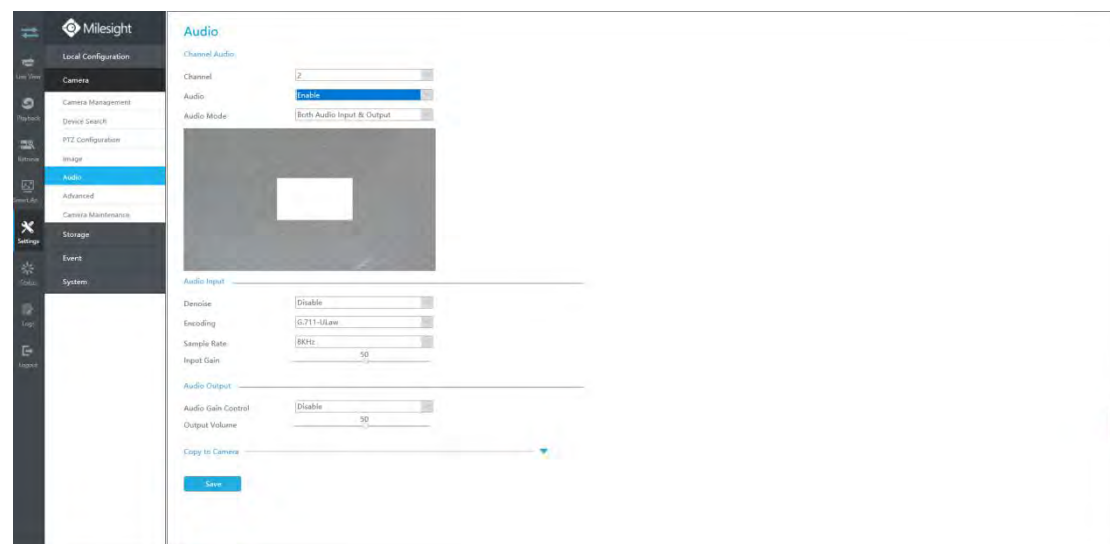 Milesight
Live View
Playback
Retrieve
Smart An..
Settings
Status
Logs
Logout
Local Configuration
Camera
Camera Management
Device Search
PTZ Configuration
Image
Audio
Advanced
Camera Maintenance
Storage
Event
System
Audio
Channel Audio
Channel 2
Audio Enable
Audio Mode Both Audio Input & Output
Audio Input
Denoise Disable
Encoding G.711-ULaw
Sample Rate 8KHz
Input Gain 50
Audio Output
Audio Gain Control Disable
Output Volume 50
Copy to Camera
Save